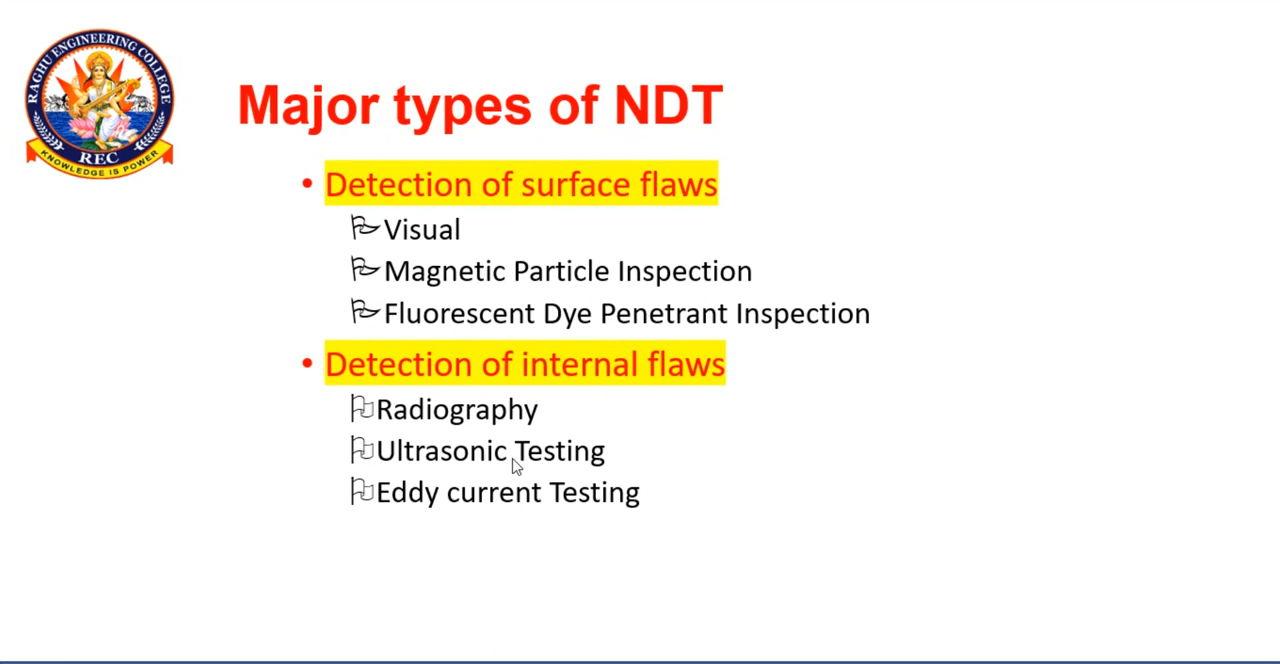 RAGHU ENGINEERING COLLEGE
REC
KNOWLEDGE IS POWER
Major types of NDT
• Detection of surface flaws
Visual
Magnetic Particle Inspection
Fluorescent Dye Penetrant Inspection
• Detection of internal flaws
Radiography
Ultrasonic Testing
Eddy current Testing